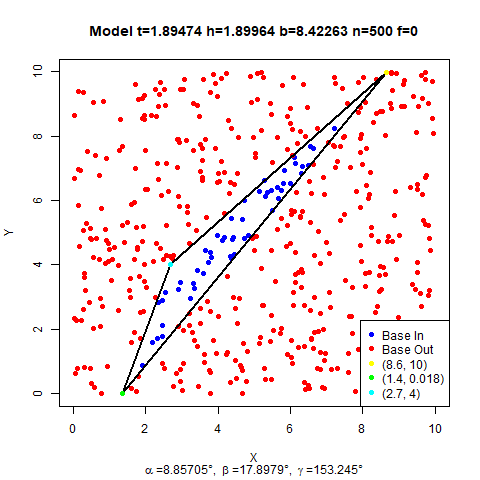 Model t=1.89474 h=1.89964 b=8.42263 n=500 f=0
Y
10
8
6
4
2
0
Base In
Base Out
(8.6, 10)
(1.4, 0.018)
(2.7, 4)
0 2 4 6 8 10
X
α=8.85705°, β=17.8979°, γ=153.245°